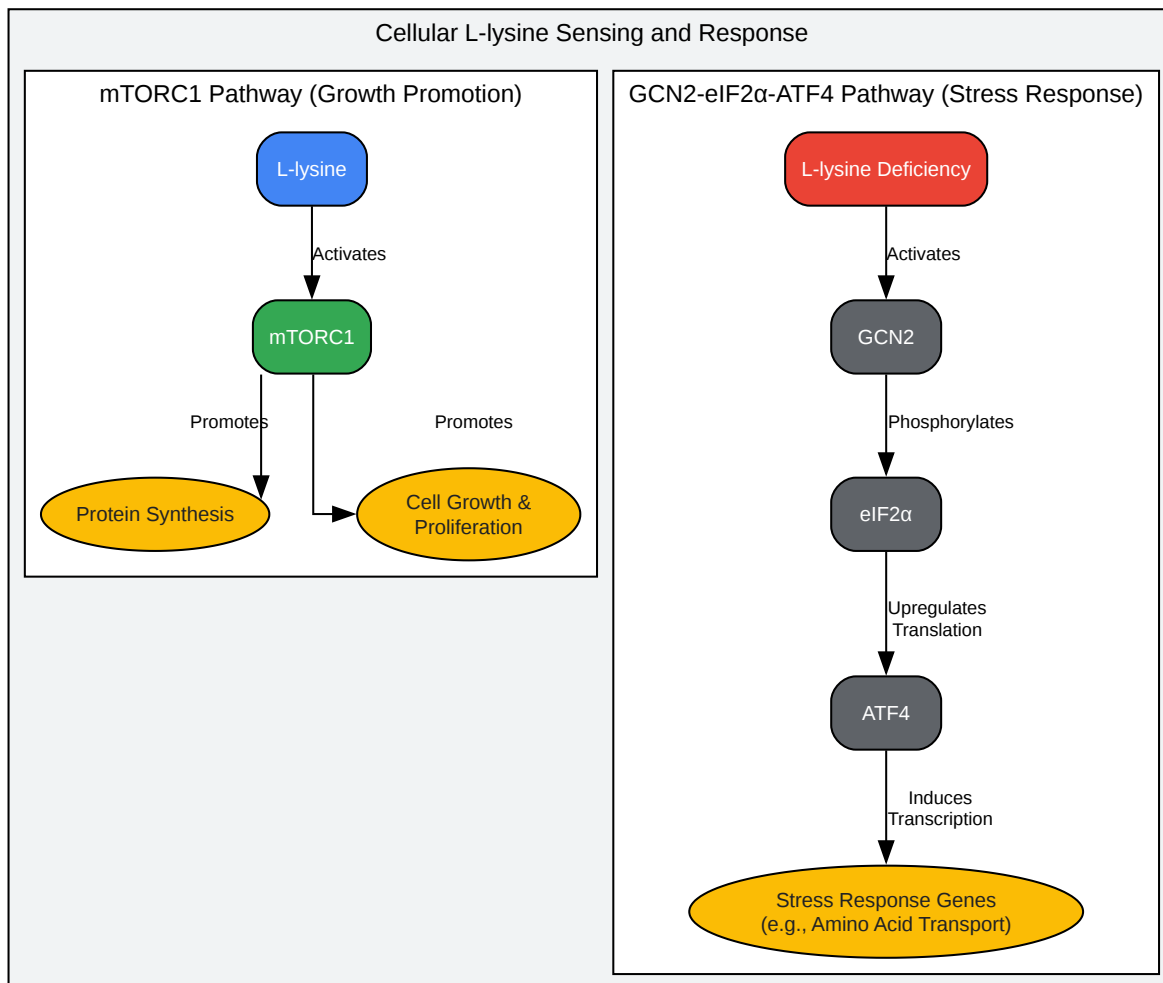 Cellular L-lysine Sensing and Response
mTORC1 Pathway (Growth Promotion)
L-lysine
Activates
mTORC1
Promotes
Promotes
Protein Synthesis
Cell Growth &
Proliferation
GCN2-eIF2α-ATF4 Pathway (Stress Response)
L-lysine Deficiency
Activates
GCN2
Phosphorylates
eIF2α
Upregulates
Translation
ATF4
Induces
Transcription
Stress Response Genes
(e.g., Amino Acid Transport)